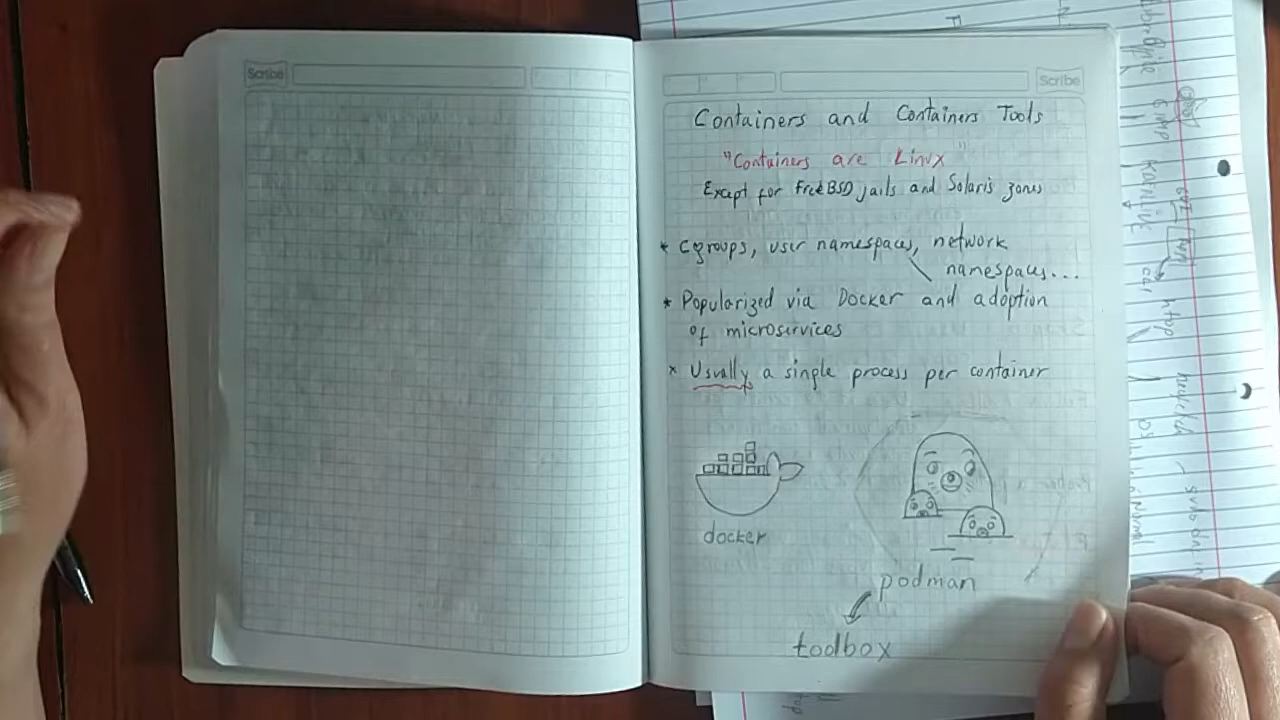 Scribe
Scribe
Containers and Containers Tools
"Containers are Linux"
Except for FreeBSD jails and Solaris zones
* Cgroups, user namespaces, network
namespaces...
* Popularized via Docker and adoption
of microservices
* Usually a single process per container
docker
podman
toolbox